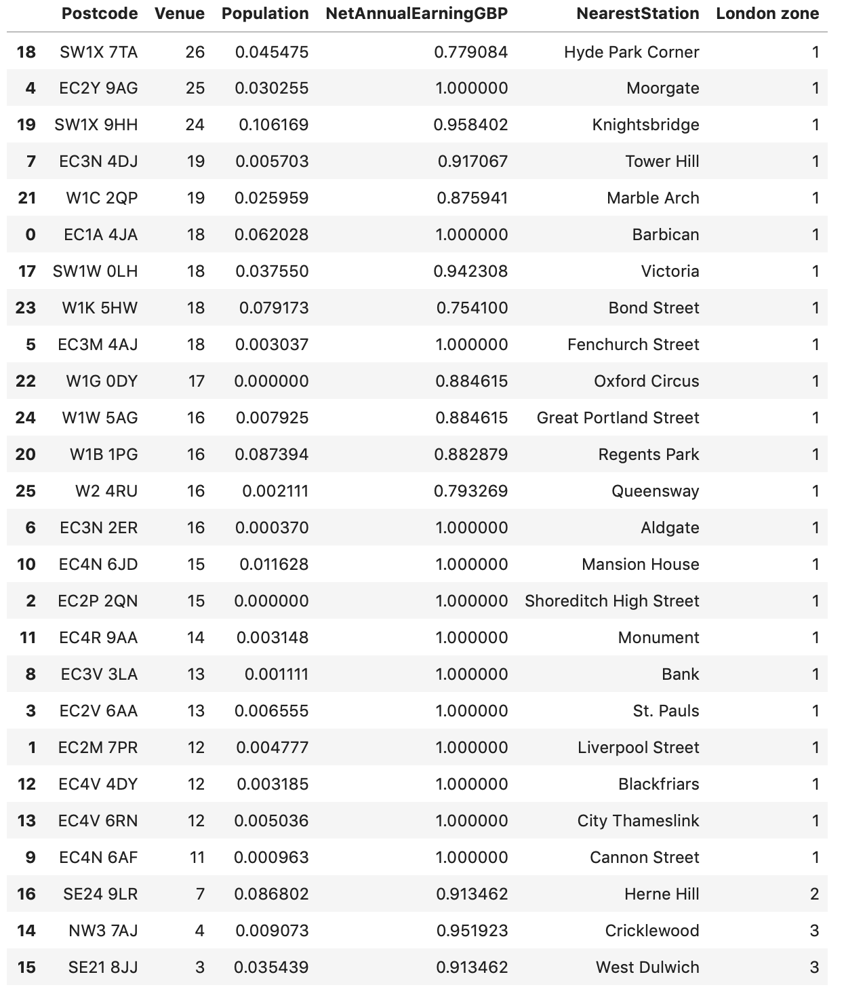 Postcode Venue Population NetAnnualEarningGBP NearestStation London zone
18 SW1X 7TA 26 0.045475 0.779084 Hyde Park Corner 1
4 EC2Y 9AG 25 0.030255 1.000000 Moorgate 1
19 SW1X 9HH 24 0.106169 0.958402 Knightsbridge 1
7 EC3N 4DJ 19 0.005703 0.917067 Tower Hill 1
21 W1C 2QP 19 0.025959 0.875941 Marble Arch 1
0 EC1A 4JA 18 0.062028 1.000000 Barbican 1
17 SW1W 0LH 18 0.037550 0.942308 Victoria 1
23 W1K 5HW 18 0.079173 0.754100 Bond Street 1
5 EC3M 4AJ 18 0.003037 1.000000 Fenchurch Street 1
22 W1G 0DY 17 0.000000 0.884615 Oxford Circus 1
24 W1W 5AG 16 0.007925 0.884615 Great Portland Street 1
20 W1B 1PG 16 0.087394 0.882879 Regents Park 1
25 W2 4RU 16 0.002111 0.793269 Queensway 1
6 EC3N 2ER 16 0.000370 1.000000 Aldgate 1
10 EC4N 6JD 15 0.011628 1.000000 Mansion House 1
2 EC2P 2QN 15 0.000000 1.000000 Shoreditch High Street 1
11 EC4R 9AA 14 0.003148 1.000000 Monument 1
8 EC3V 3LA 13 0.001111 1.000000 Bank 1
3 EC2V 6AA 13 0.006555 1.000000 St. Pauls 1
1 EC2M 7PR 12 0.004777 1.000000 Liverpool Street 1
12 EC4V 4DY 12 0.003185 1.000000 Blackfriars 1
13 EC4V 6RN 12 0.005036 1.000000 City Thameslink 1
9 EC4N 6AF 11 0.000963 1.000000 Cannon Street 1
16 SE24 9LR 7 0.086802 0.913462 Herne Hill 2
14 NW3 7AJ 4 0.009073 0.951923 Cricklewood 3
15 SE21 8JJ 3 0.035439 0.913462 West Dulwich 3